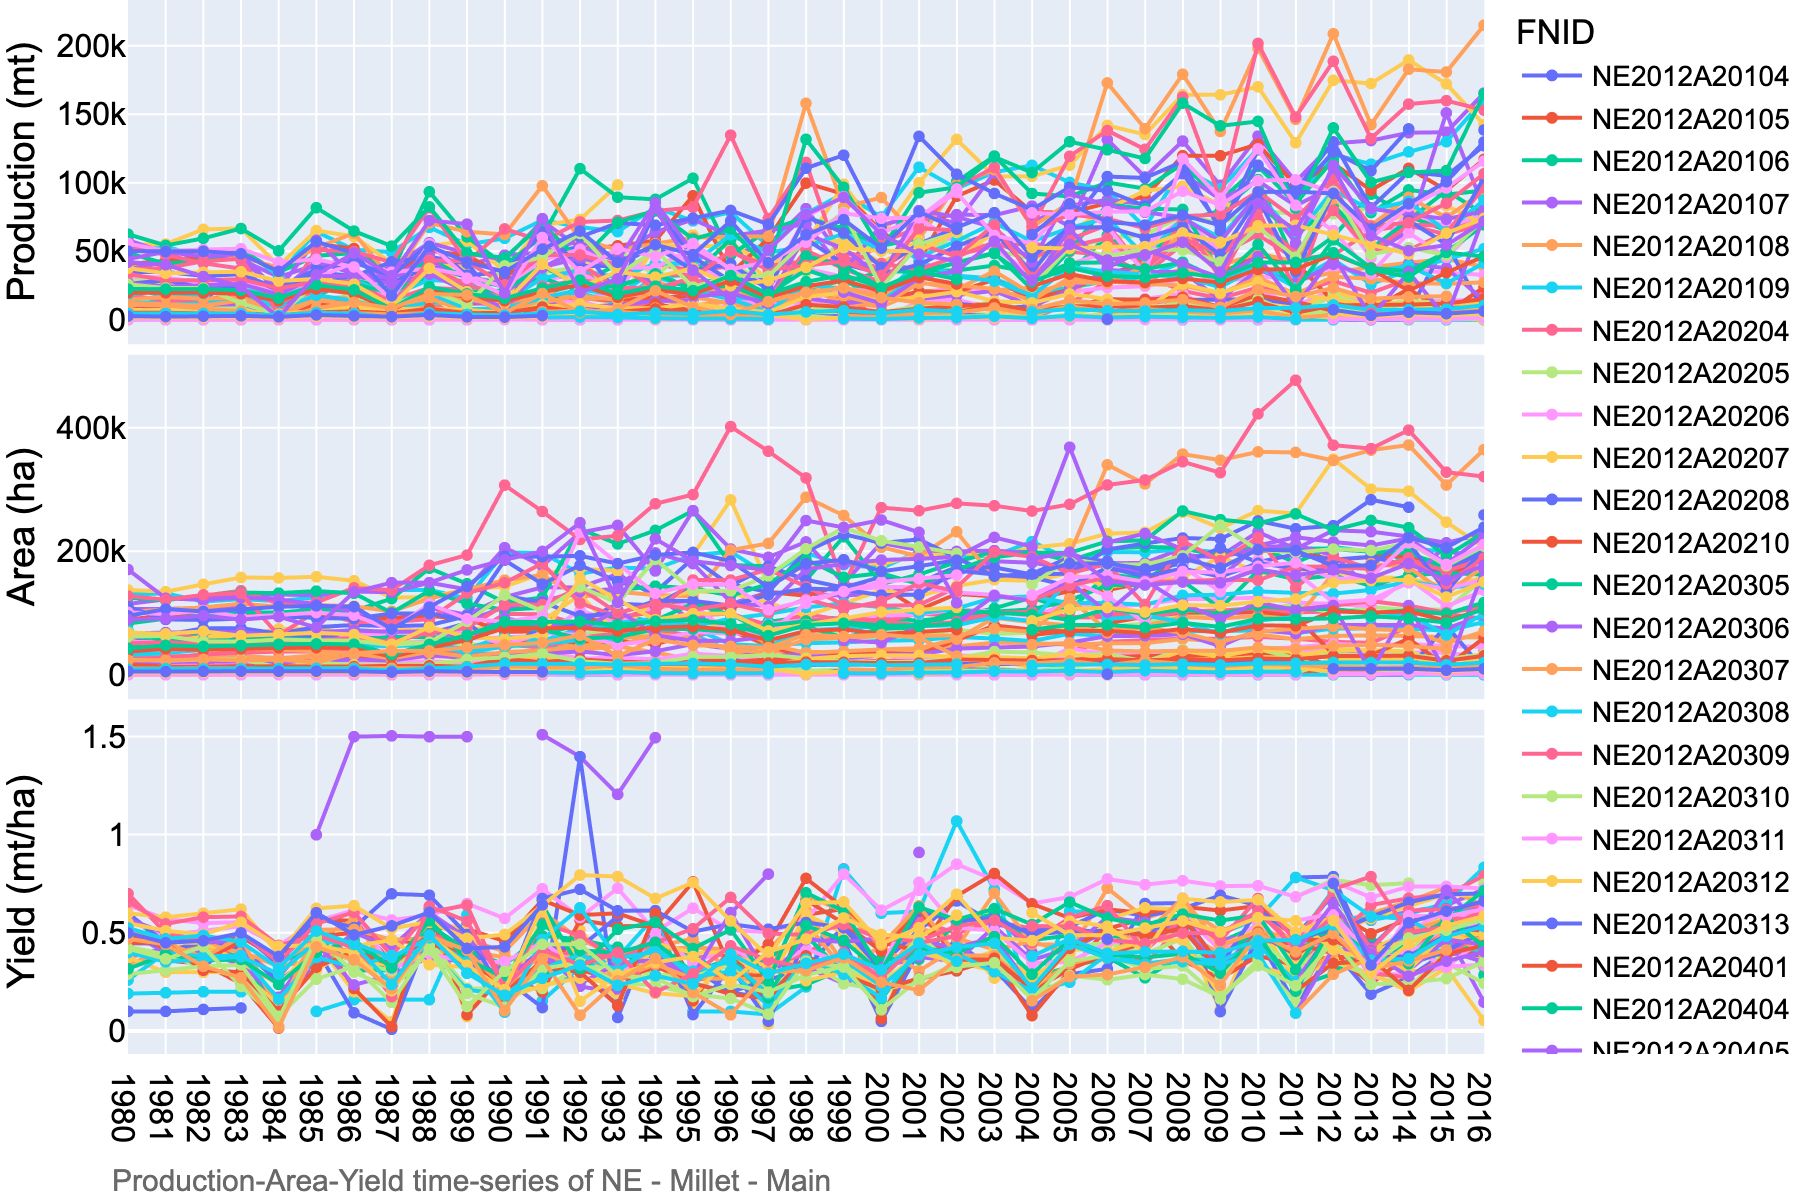 Production (mt)
200k
150k
100k
50k
0
Area (ha)
400k
200k
0
Yield (mt/ha)
1.5
1
0.5
0
1980
1981
1982
1983
1984
1985
1986
1987
1988
1989
1990
1991
1992
1993
1994
1995
1996
1997
1998
1999
2000
2001
2002
2003
2004
2005
2006
2007
2008
2009
2010
2011
2012
2013
2014
2015
2016
FNID
NE2012A20104
NE2012A20105
NE2012A20106
NE2012A20107
NE2012A20108
NE2012A20109
NE2012A20204
NE2012A20205
NE2012A20206
NE2012A20207
NE2012A20208
NE2012A20210
NE2012A20305
NE2012A20306
NE2012A20307
NE2012A20308
NE2012A20309
NE2012A20310
NE2012A20311
NE2012A20312
NE2012A20313
NE2012A20401
NE2012A20404
NE2012A20405
Production-Area-Yield time-series of NE - Millet - Main